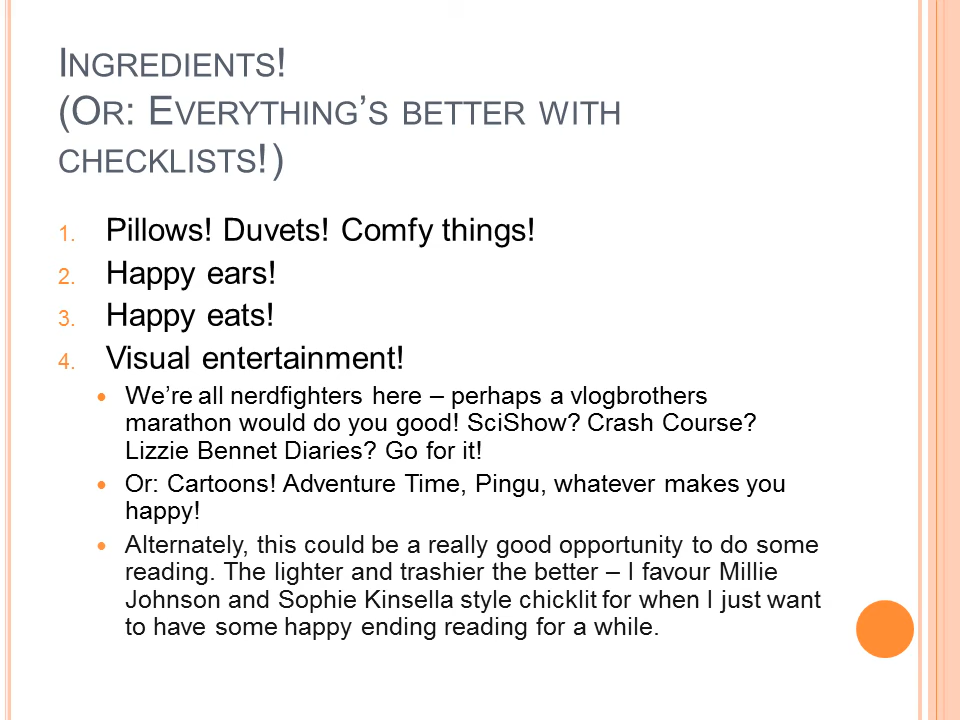 INGREDIENTS!
(OR: EVERYTHING’S BETTER WITH
CHECKLISTS!)
1. Pillows! Duvets! Comfy things!
2. Happy ears!
3. Happy eats!
4. Visual entertainment!
• We’re all nerdfighters here – perhaps a vlogbrothers
marathon would do you good! SciShow? Crash Course?
Lizzie Bennet Diaries? Go for it!
• Or: Cartoons! Adventure Time, Pingu, whatever makes you
happy!
• Alternately, this could be a really good opportunity to do some
reading. The lighter and trashier the better – I favour Millie
Johnson and Sophie Kinsella style chicklit for when I just want
to have some happy ending reading for a while.